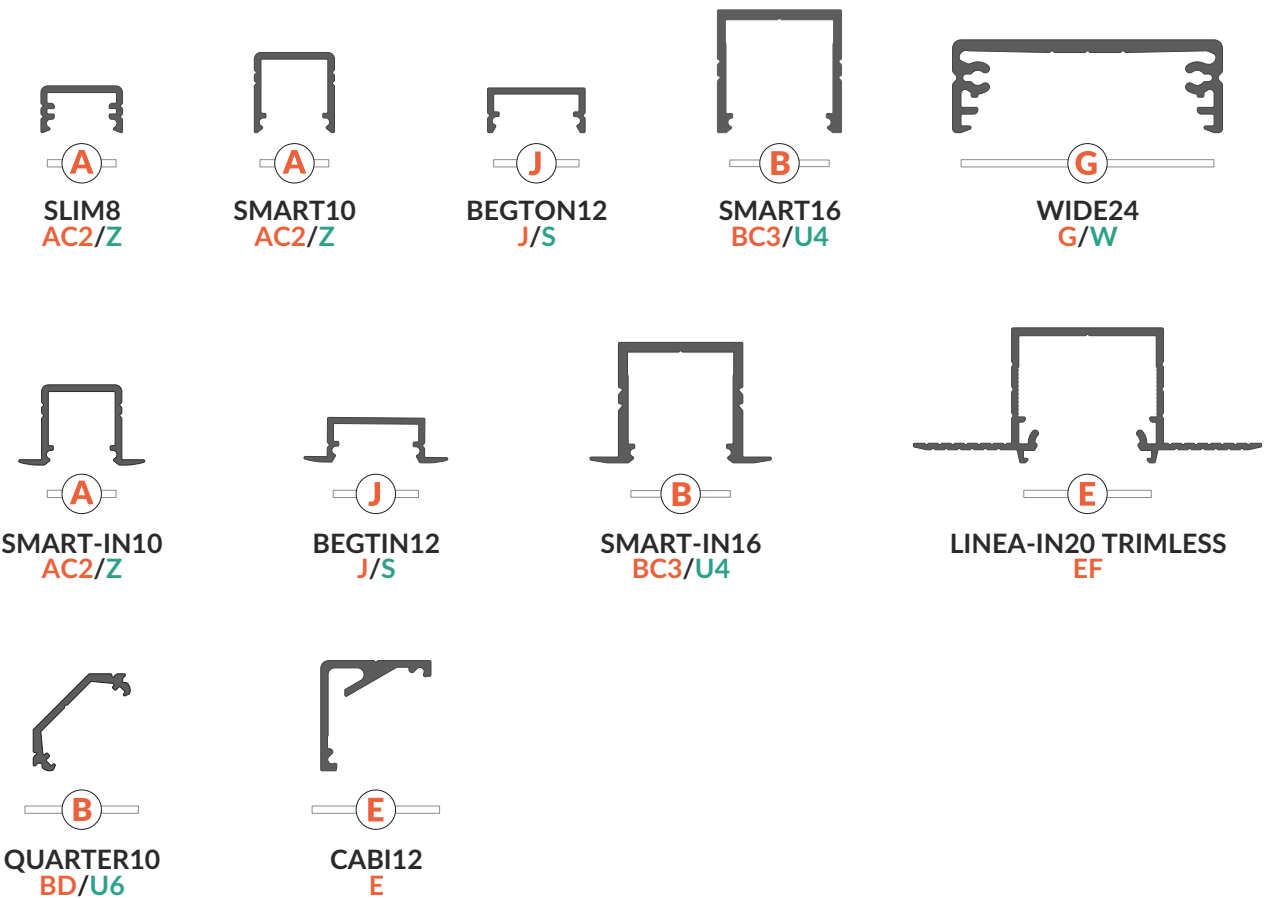 A
SLIM8
AC2/Z
A
SMART10
AC2/Z
J
BEGTON12
J/S
B
SMART16
BC3/U4
G
WIDE24
G/W
A
SMART-IN10
AC2/Z
J
BEGTIN12
J/S
B
SMART-IN16
BC3/U4
E
LINEA-IN20 TRIMLESS
EF
B
QUARTER10
BD/U6
E
CABI12
E